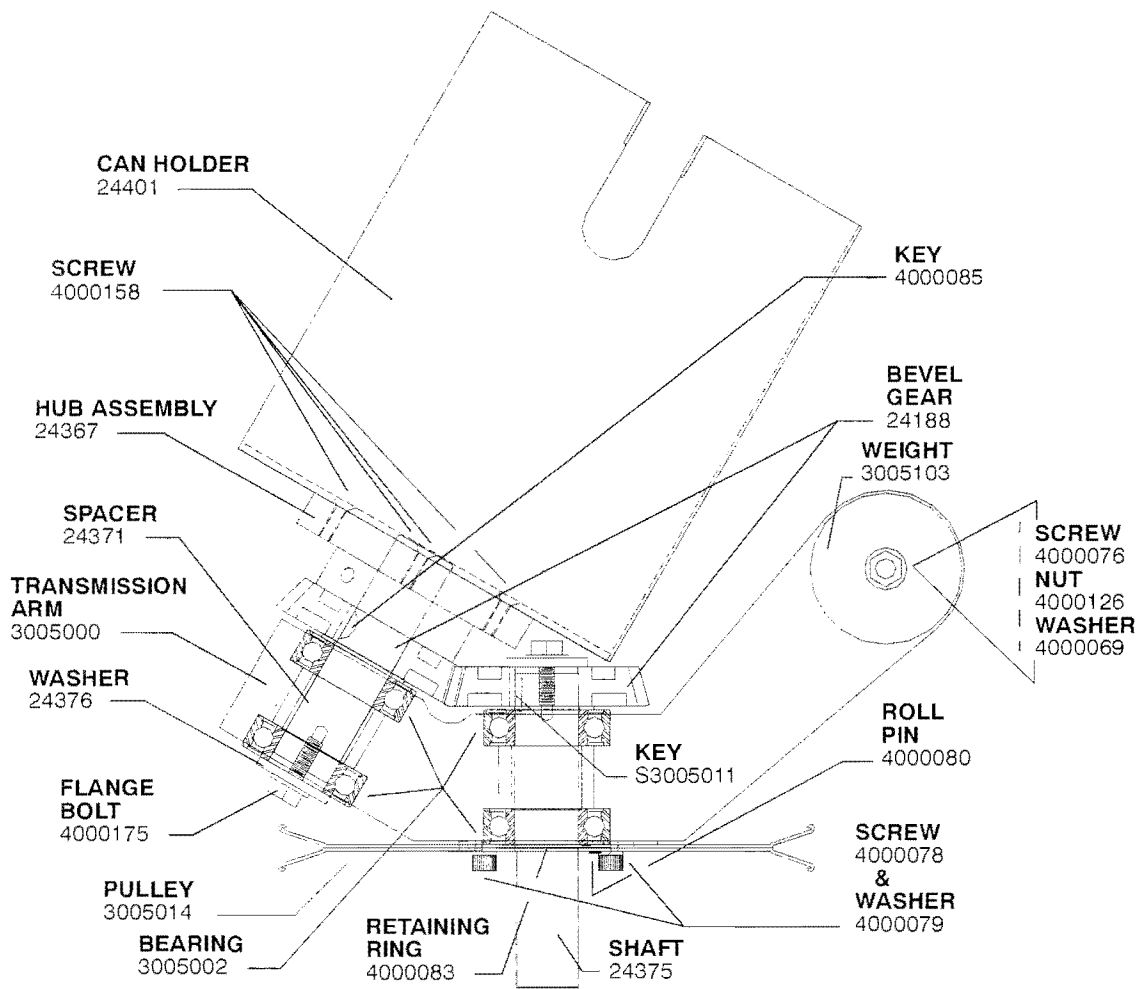 CAN HOLDER
24401
SCREW
4000158
KEY
4000085
BEVEL
GEAR
24188
HUB ASSEMBLY
24367
WEIGHT
3005103
SPACER
24371
SCREW
4000076
NUT
4000126
WASHER
4000069
TRANSMISSION
ARM
3005000
WASHER
24376
ROLL
PIN
4000080
KEY
S3005011
FLANGE
BOLT
4000175
SCREW
4000078
&
WASHER
4000079
PULLEY
3005014
BEARING
3005002
RETAINING
RING
4000083
SHAFT
24375